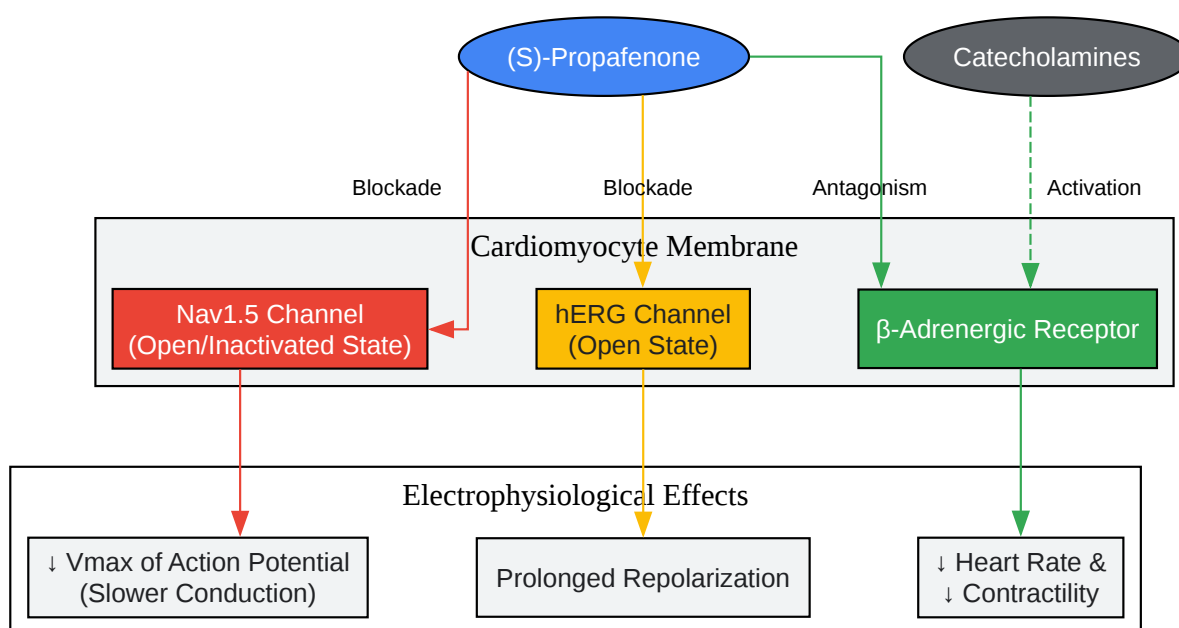 (S)-Propafenone
Catecholamines
Blockade
Blockade
Antagonism
Activation
Cardiomyocyte Membrane
Nav1.5 Channel
(Open/Inactivated State)
hERG Channel
(Open State)
β-Adrenergic Receptor
Electrophysiological Effects
↓ Vmax of Action Potential
(Slower Conduction)
Prolonged Repolarization
↓ Heart Rate &
↓ Contractility